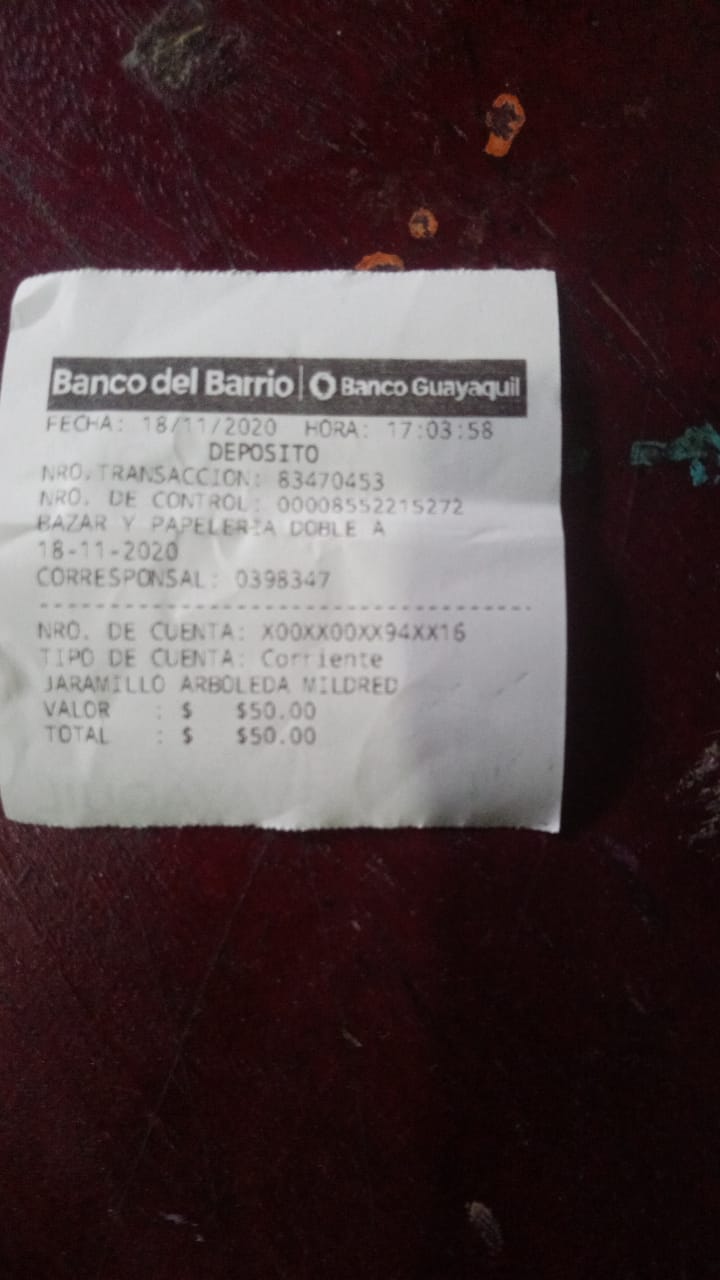 Banco del Barrio | Banco Guayaquil
FECHA: 18/11/2020 HORA: 17:03:58
DEPOSITO
NRO.TRANSACCION: 83470453
NRO. DE CONTROL: 00008552215272
BAZAR Y PAPELERIA DOBLE A
18-11-2020
CORRESPONSAL: 0398347
--------------------------------------
NRO. DE CUENTA: X00XX00XX94XX16
TIPO DE CUENTA: Corriente
JARAMILLO ARBOLEDA MILDRED
VALOR : $ $50.00
TOTAL : $ $50.00